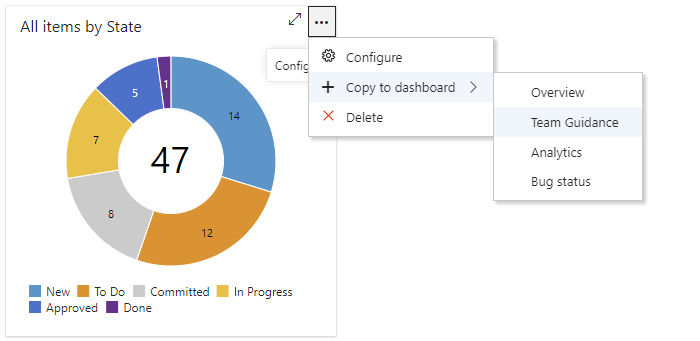 All items by State
...
Config
Configure
Copy to dashboard
Delete
Overview
Team Guidance
Analytics
Bug status
1
5
14
7
47
8
12
New To Do Committed In Progress
Approved Done